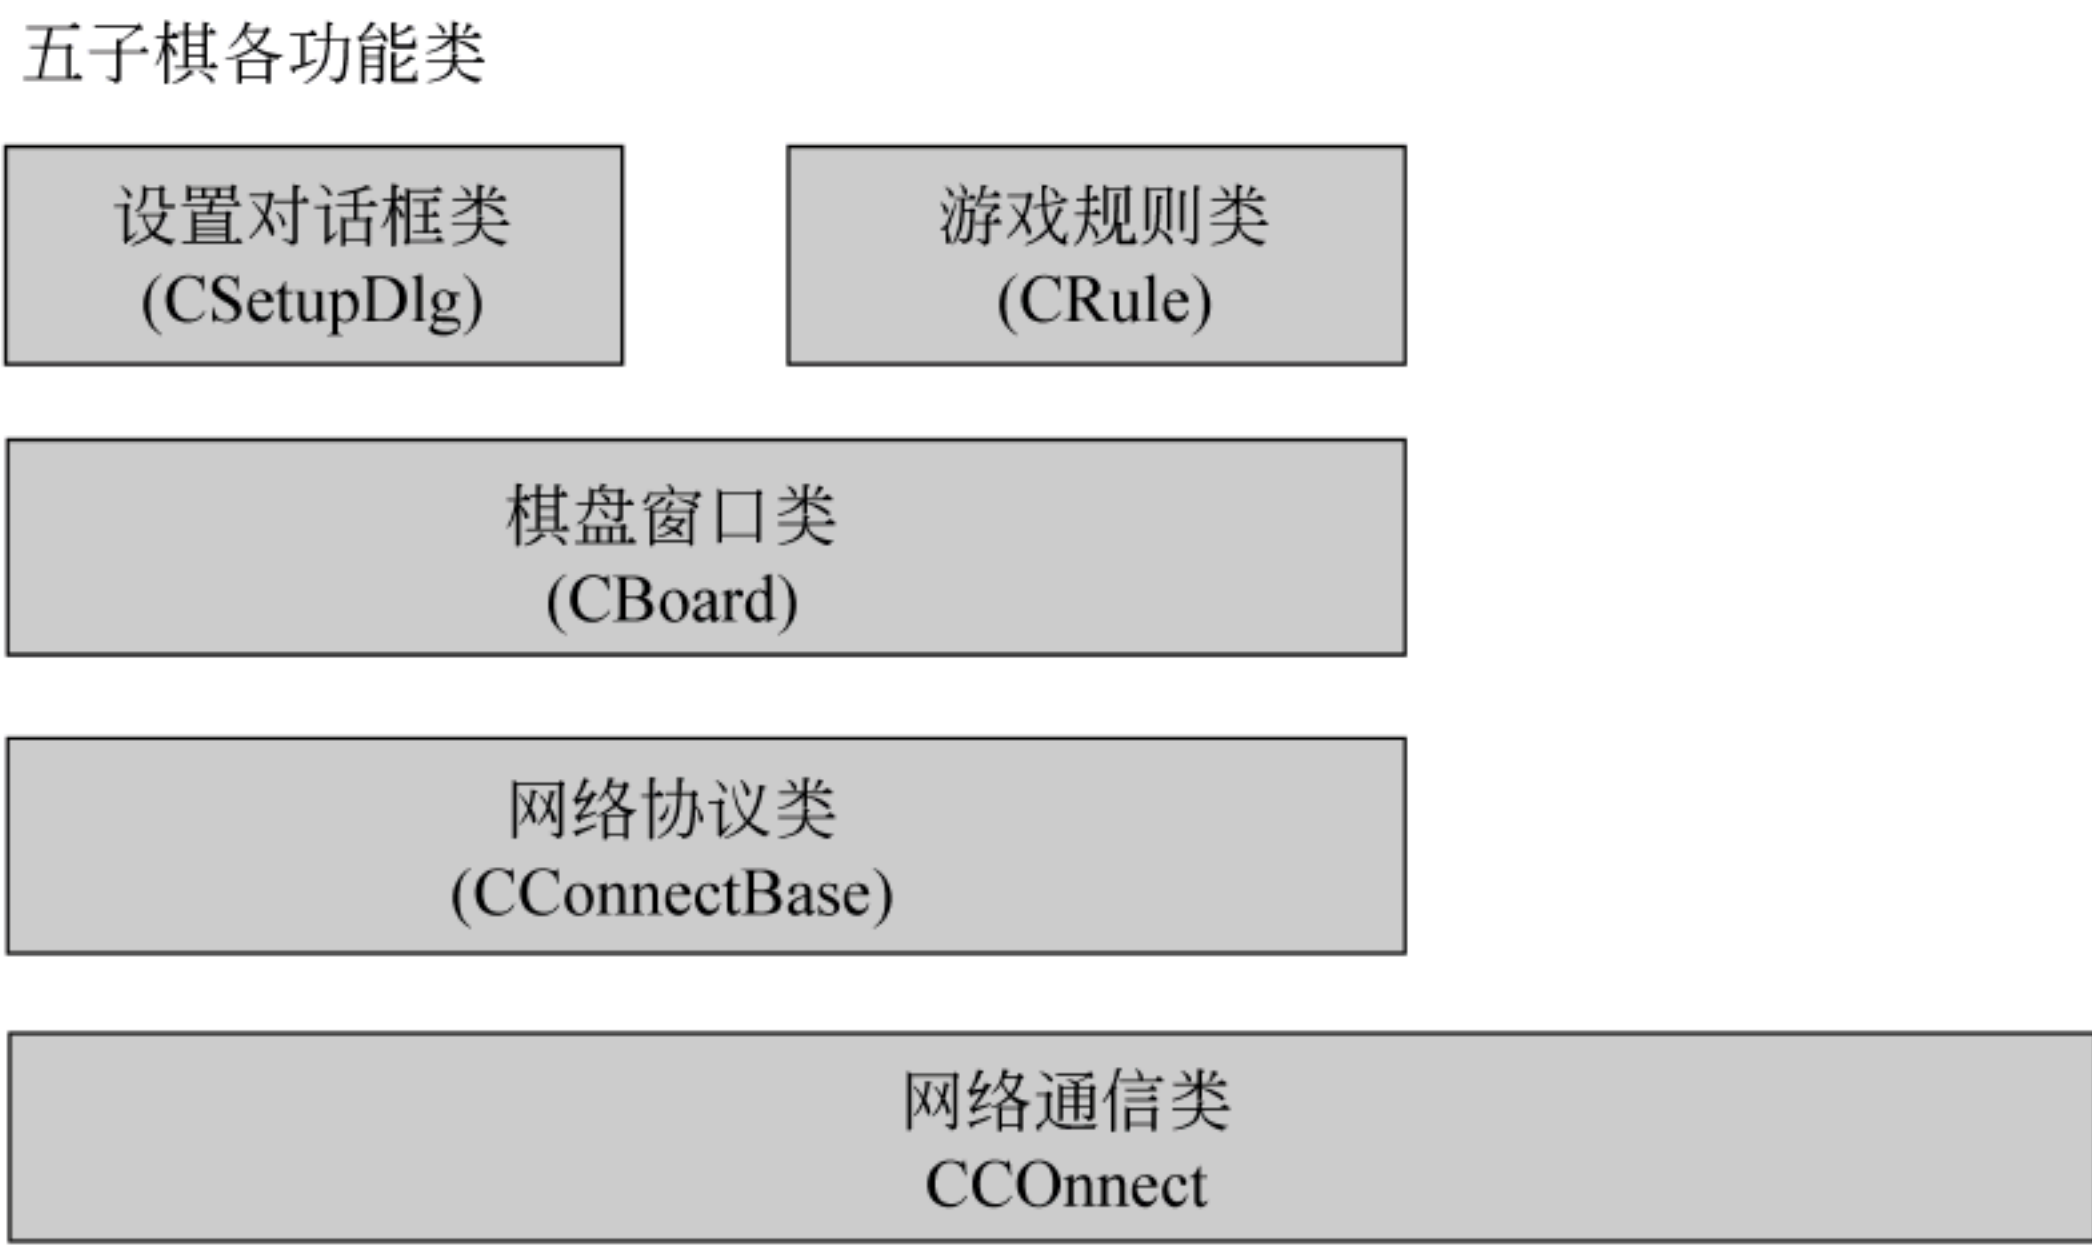 五子棋各功能类
设置对话框类
(CSetupDlg)
游戏规则类
(CRule)
棋盘窗口类
(CBoard)
网络协议类
(CConnectBase)
网络通信类
CCOnnect